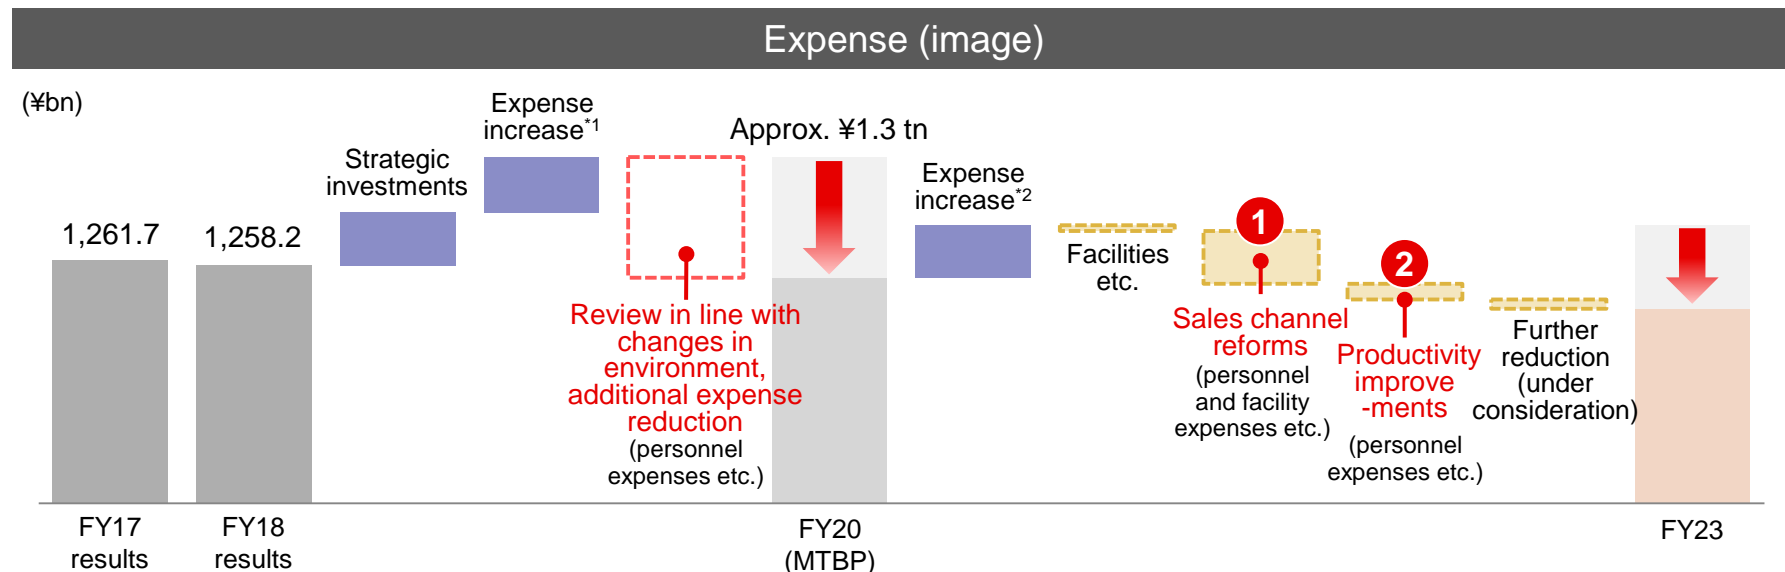 Expense (image)
(¥bn)
1,261.7
1,258.2
Strategic
investments
Expense
increase*1
Review in line with
changes in
environment,
additional expense
reduction
(personnel
expenses etc.)
Approx. ¥1.3 tn
Expense
increase*2
Facilities
etc.
1
Sales channel
reforms
(personnel
and facility
expenses etc.)
2
Productivity
improve
-ments
(personnel
expenses etc.)
Further
reduction
(under
consideration)
FY17
results
FY18
results
FY20
(MTBP)
FY23